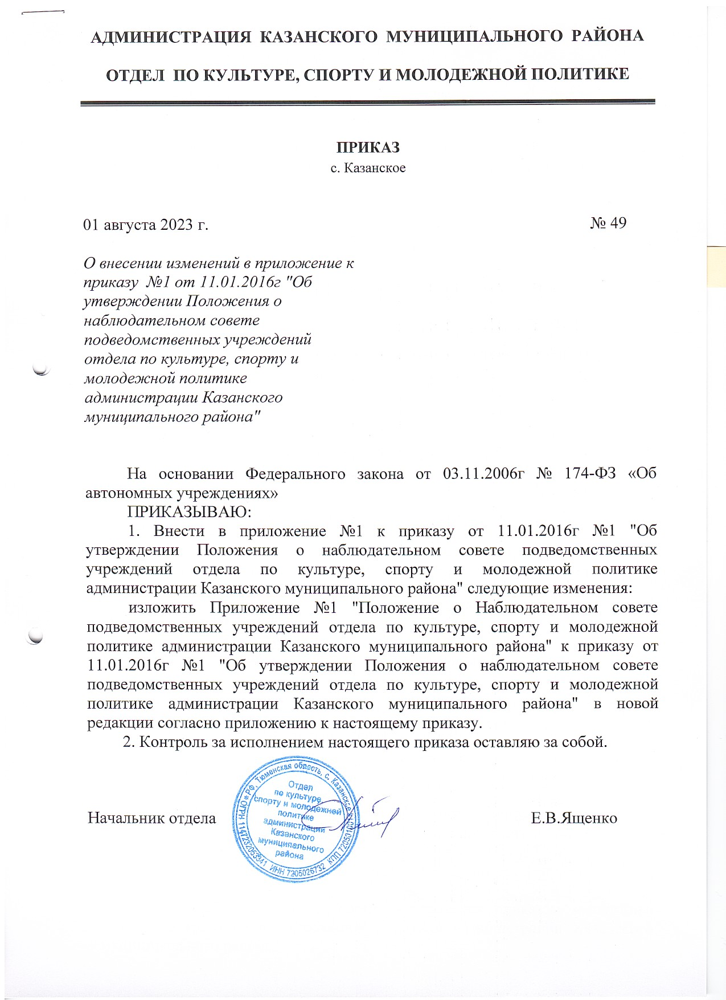 АДМИНИСТРАЦИЯ КАЗАНСКОГО МУНИЦИПАЛЬНОГО РАЙОНА
ОТДЕЛ ПО КУЛЬТУРЕ, СПОРТУ И МОЛОДЕЖНОЙ ПОЛИТИКЕ
ПРИКАЗ
с. Казанское
01 августа 2023 г. № 49
О внесении изменений в приложение к
приказу №1 от 11.01.2016г "Об
утверждении Положения о
наблюдательном совете
подведомственных учреждений
отдела по культуре, спорту и
молодежной политике
администрации Казанского
муниципального района"
На основании Федерального закона от 03.11.2006г № 174-ФЗ «Об
автономных учреждениях»
ПРИКАЗЫВАЮ:
1. Внести в приложение №1 к приказу от 11.01.2016г №1 "Об
утверждении Положения о наблюдательном совете подведомственных
учреждений отдела по культуре, спорту и молодежной политике
администрации Казанского муниципального района" следующие изменения:
изложить Приложение №1 "Положение о Наблюдательном совете
подведомственных учреждений отдела по культуре, спорту и молодежной
политике администрации Казанского муниципального района" к приказу от
11.01.2016г №1 "Об утверждении Положения о наблюдательном совете
подведомственных учреждений отдела по культуре, спорту и молодежной
политике администрации Казанского муниципального района" в новой
редакции согласно приложению к настоящему приказу.
2. Контроль за исполнением настоящего приказа оставляю за собой.
Начальник отдела Е.В.Ященко
РФ, Тюменская область, с. Казанское
ИНН 7205026732 КПП
ОГРН
Отдел
по культуре,
спорту и молодежной
политике
администрации
Казанского
муниципального
района